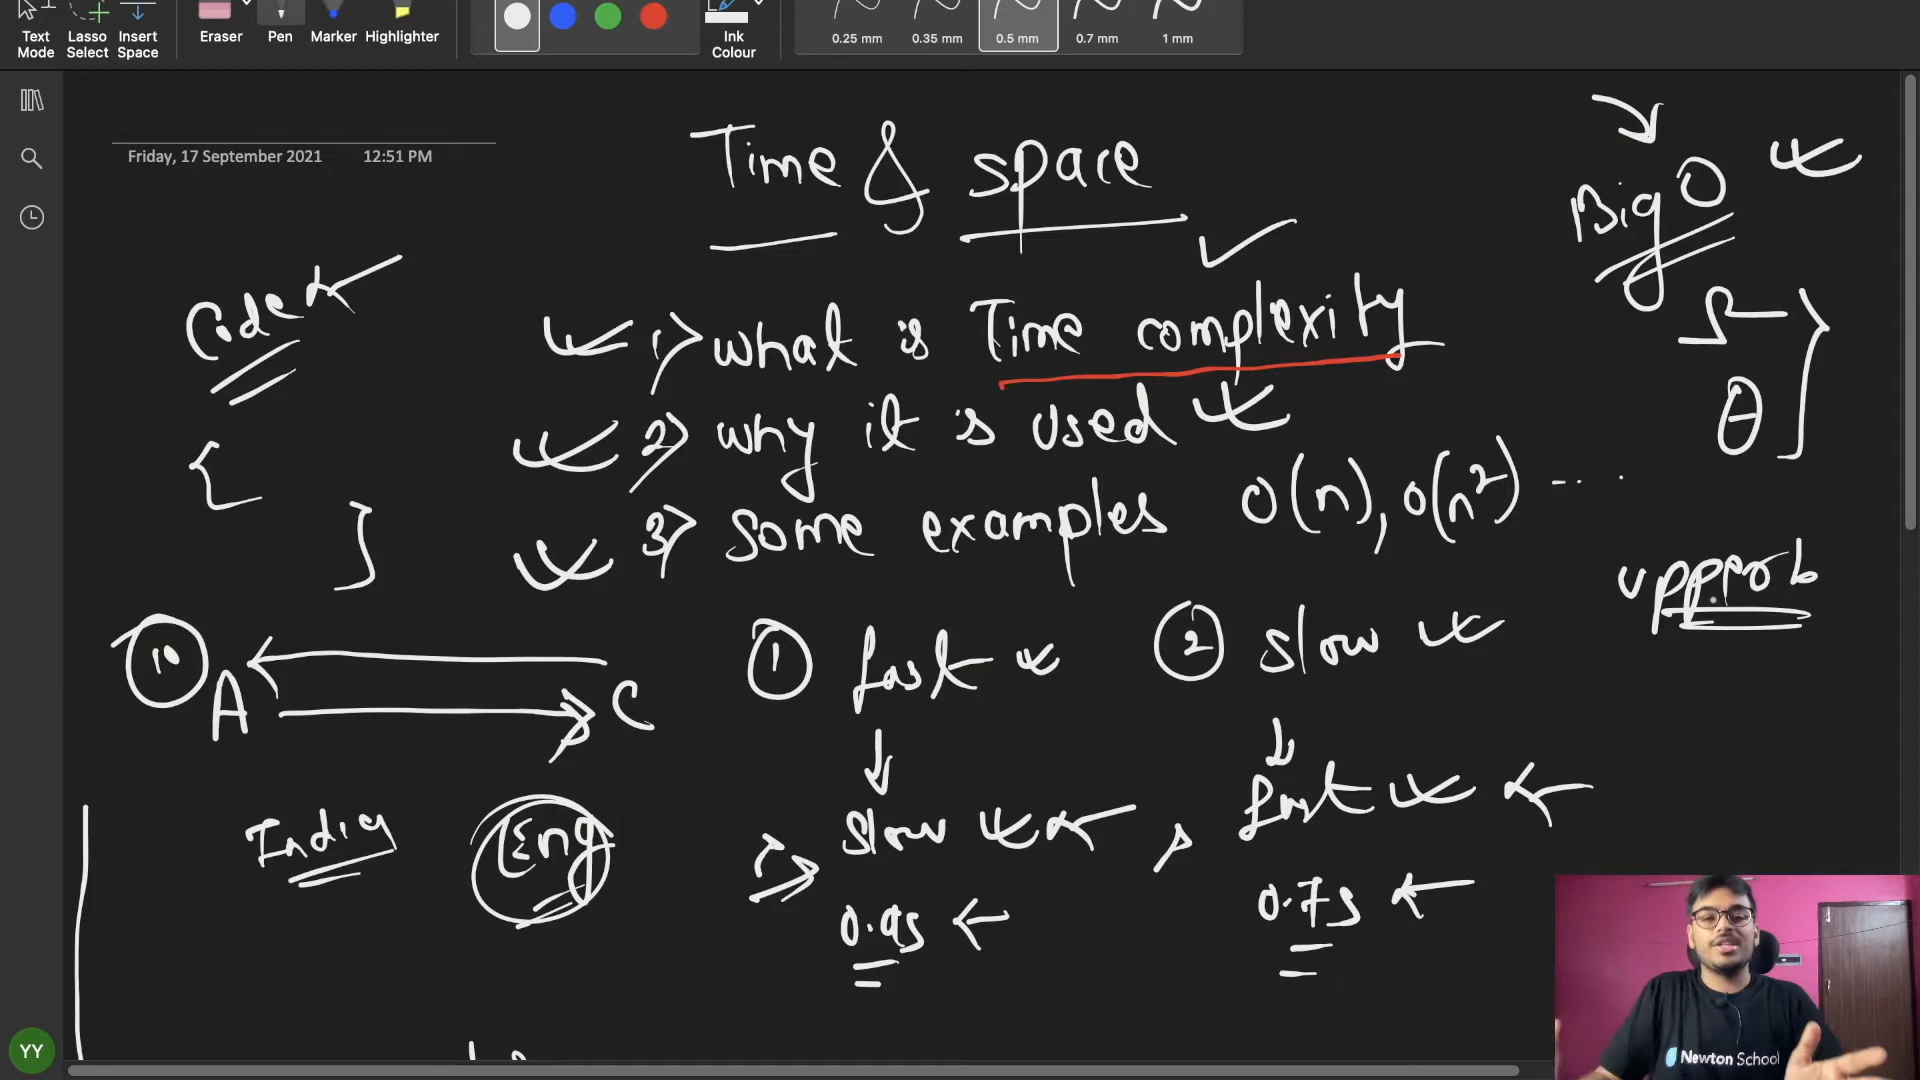 Text
Mode
Lasso
Select
Insert
Space
Eraser
Pen
Marker
Highlighter
Ink
Colour
0.25 mm
0.35 mm
0.5 mm
0.7 mm
1 mm
Friday, 17 September 2021 12:51 PM
Time & space
Big O
Ω
θ
Code
{
}
1) what is Time complexity
2) why it is used
3) some examples O(n), O(n²) ...
10
A
C
① fast
② slow
slow
fast
India
Eng
0.7s
YY
Newton School